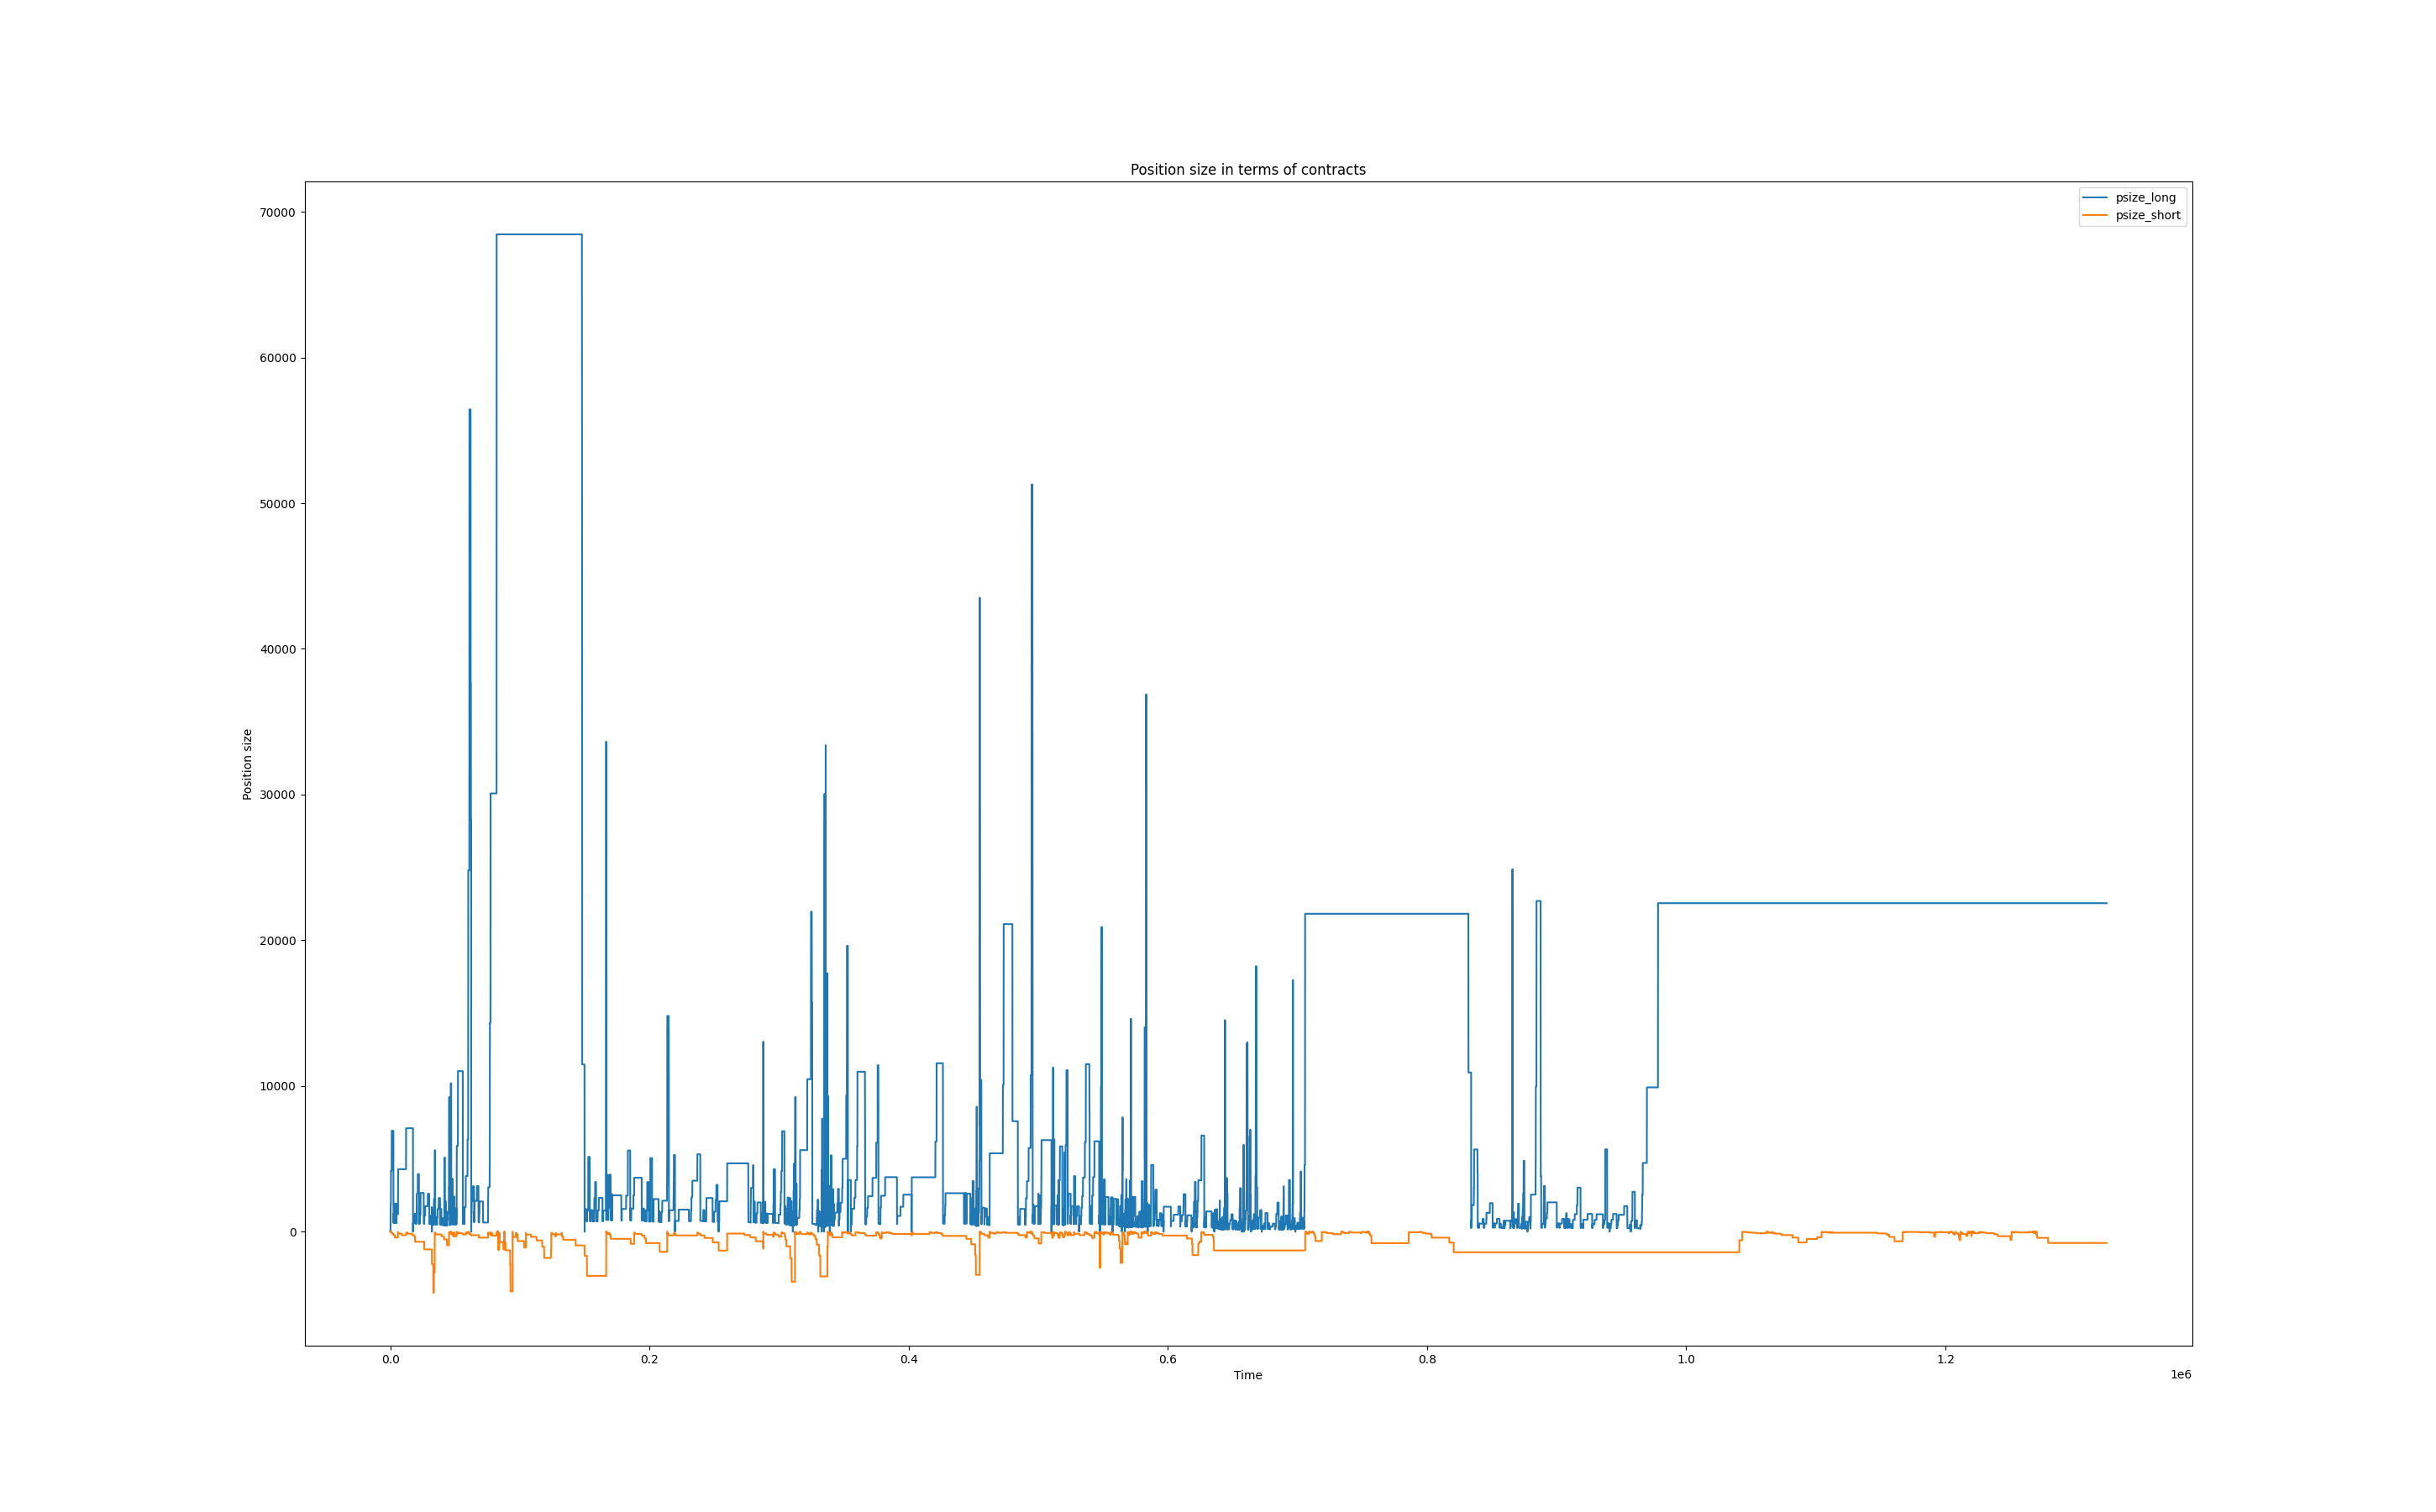 Position size in terms of contracts
psize_long
psize_short
70000
60000
50000
40000
30000
20000
10000
0
Position size
0.0 0.2 0.4 0.6 0.8 1.0 1.2
Time
1e6